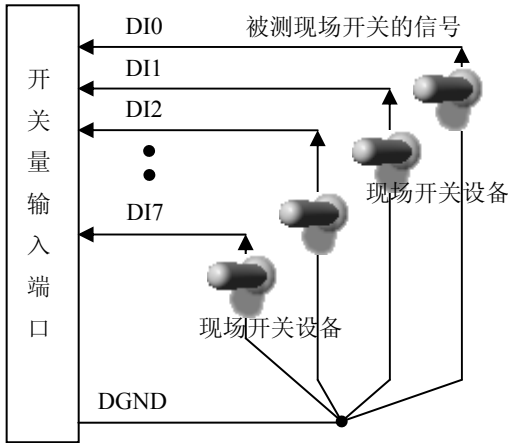 DI0 被测现场开关的信号
DI1
DI2
DI7
开关量输入端口
现场开关设备
现场开关设备
DGND